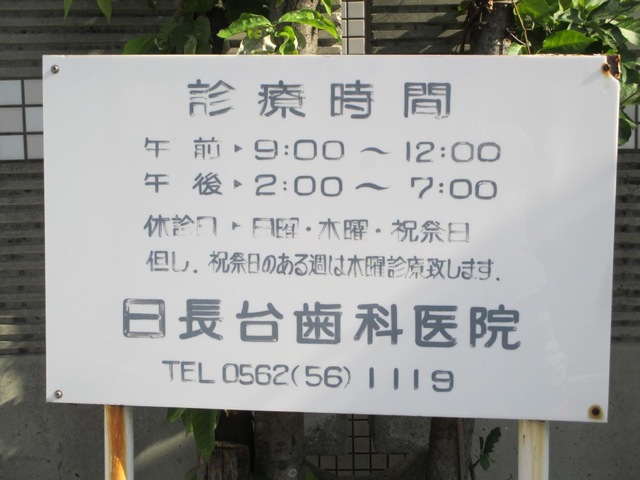 診療時間
午前▶9:00〜12:00
午後▶2:00〜7:00
休診日▶日曜・木曜・祝祭日
但し、祝祭日のある週は木曜診療致します.
日長台歯科医院
TEL 0562(56)1119